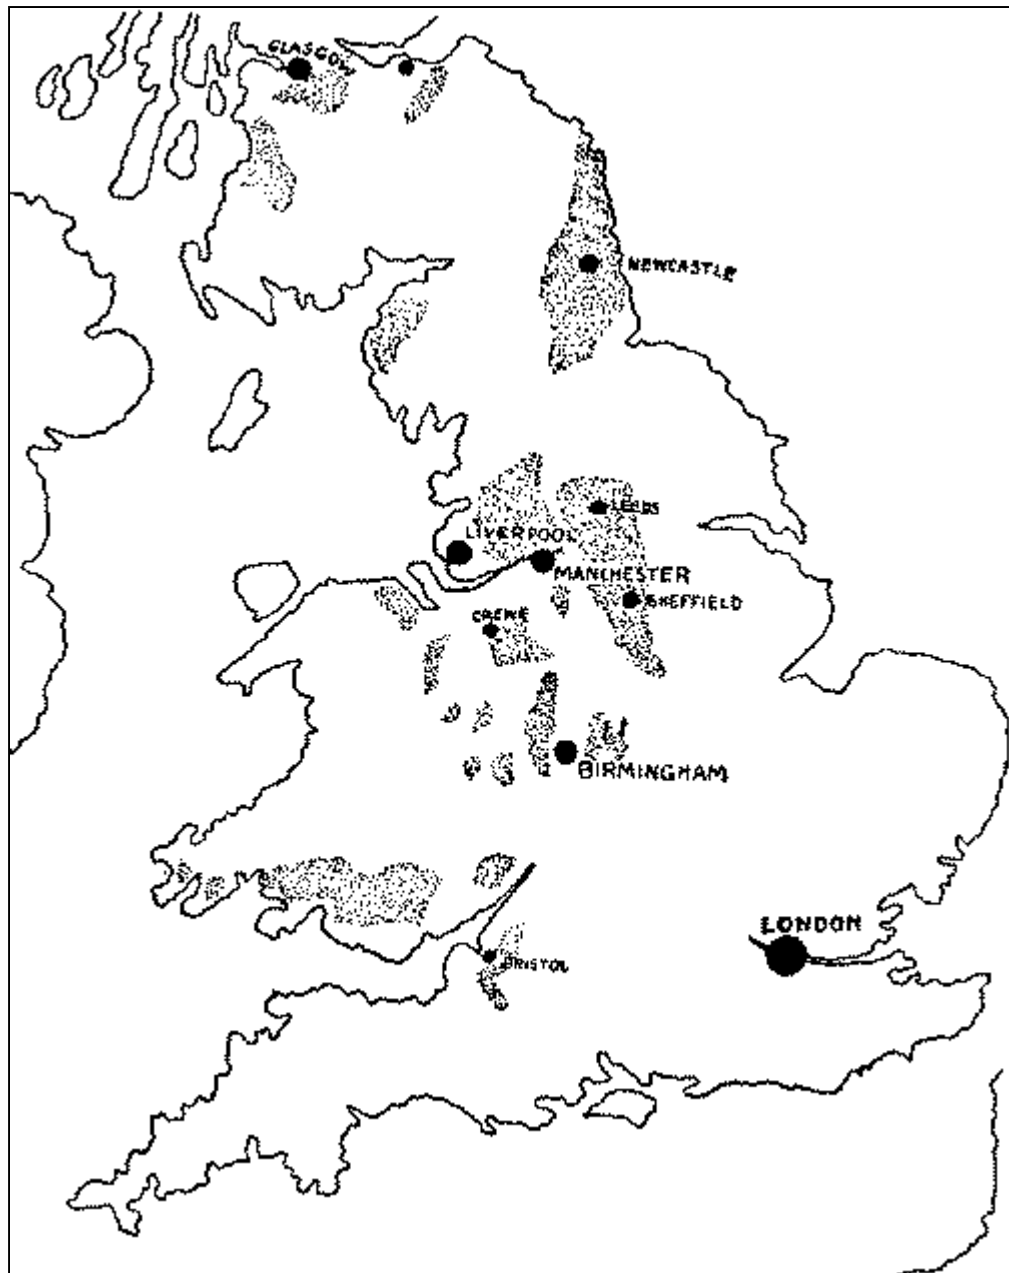 GLASGOW
NEWCASTLE
LEEDS
LIVERPOOL
MANCHESTER
SHEFFIELD
CREWE
BIRMINGHAM
LONDON
BRISTOL